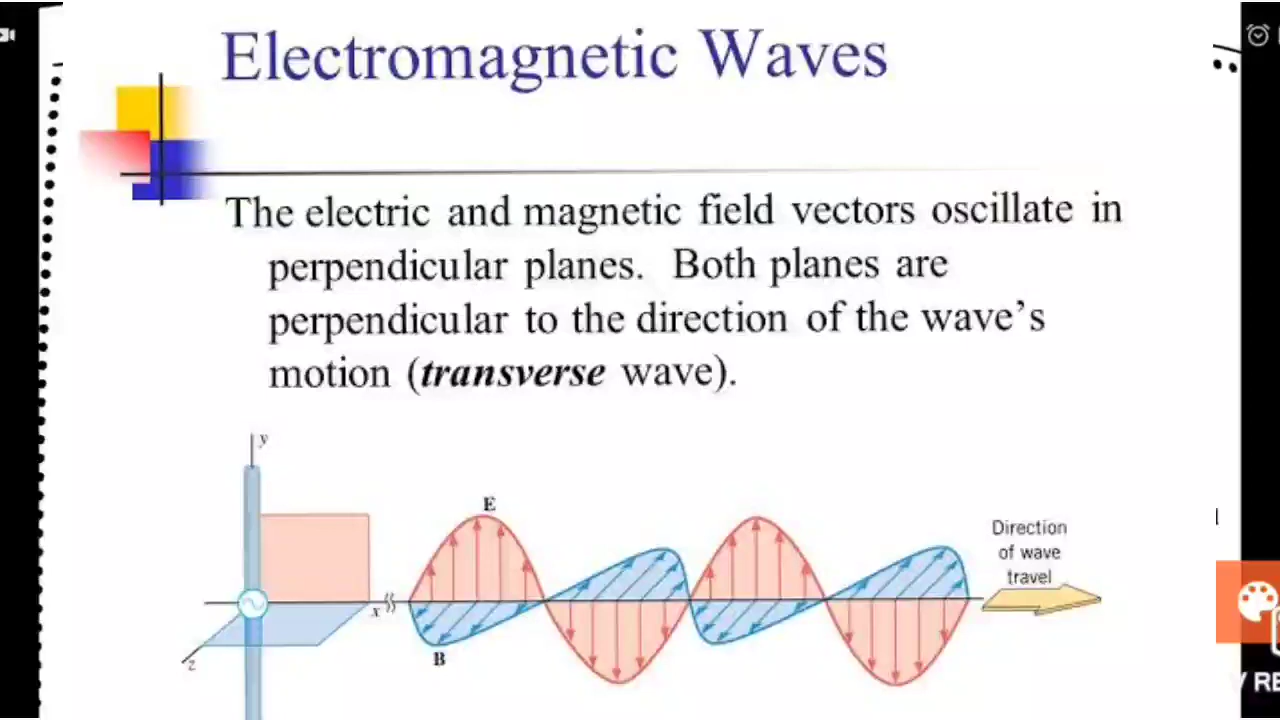 Electromagnetic Waves
The electric and magnetic field vectors oscillate in
perpendicular planes. Both planes are
perpendicular to the direction of the wave's
motion (transverse wave).
y
E
Direction
of wave
travel
x
B
z